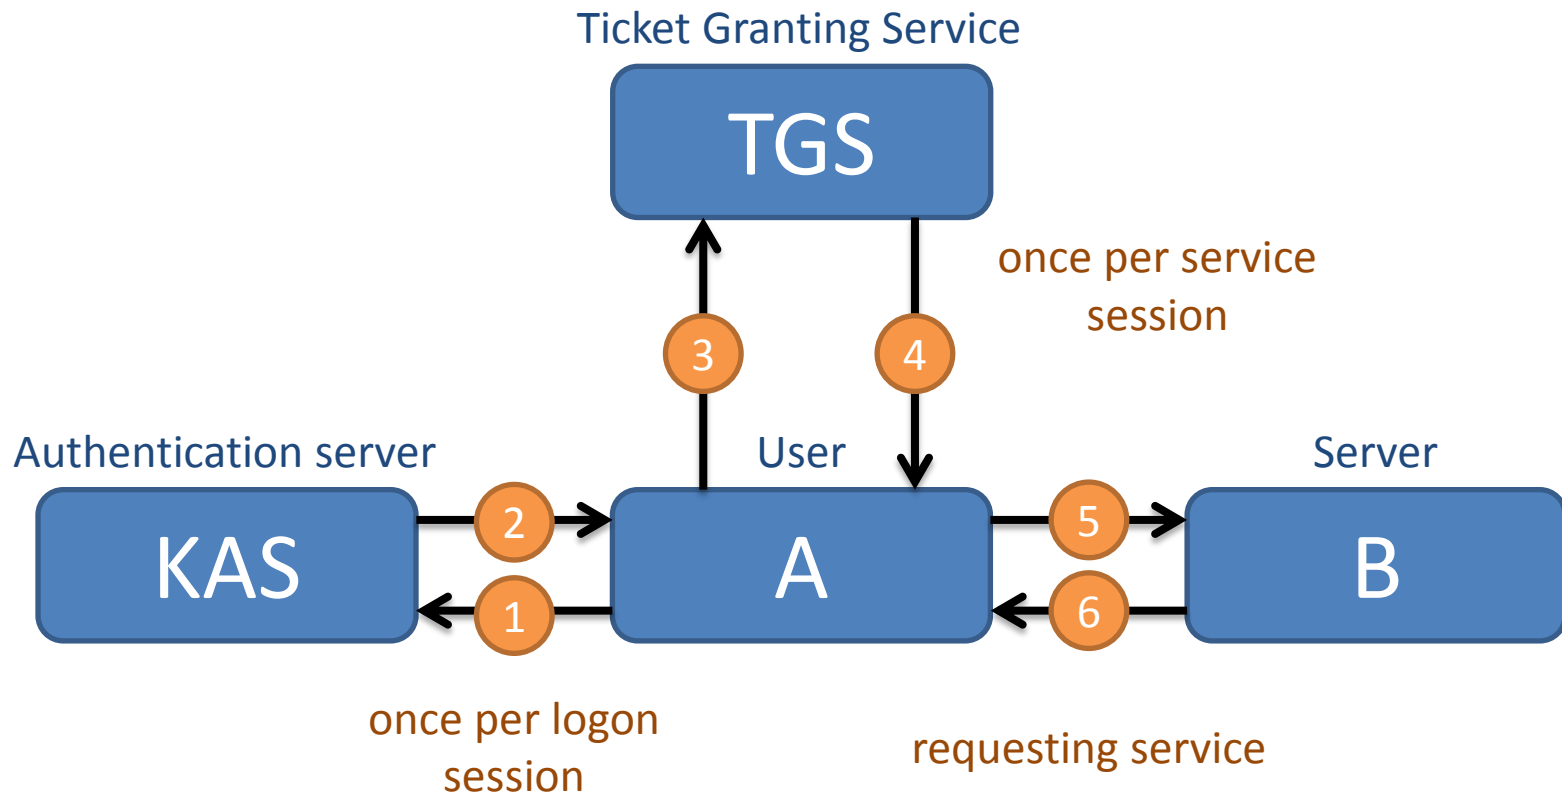 Ticket Granting Service
TGS
once per service
session
3
4
Authentication server
User
Server
KAS
2
1
A
5
6
B
once per logon
session
requesting service